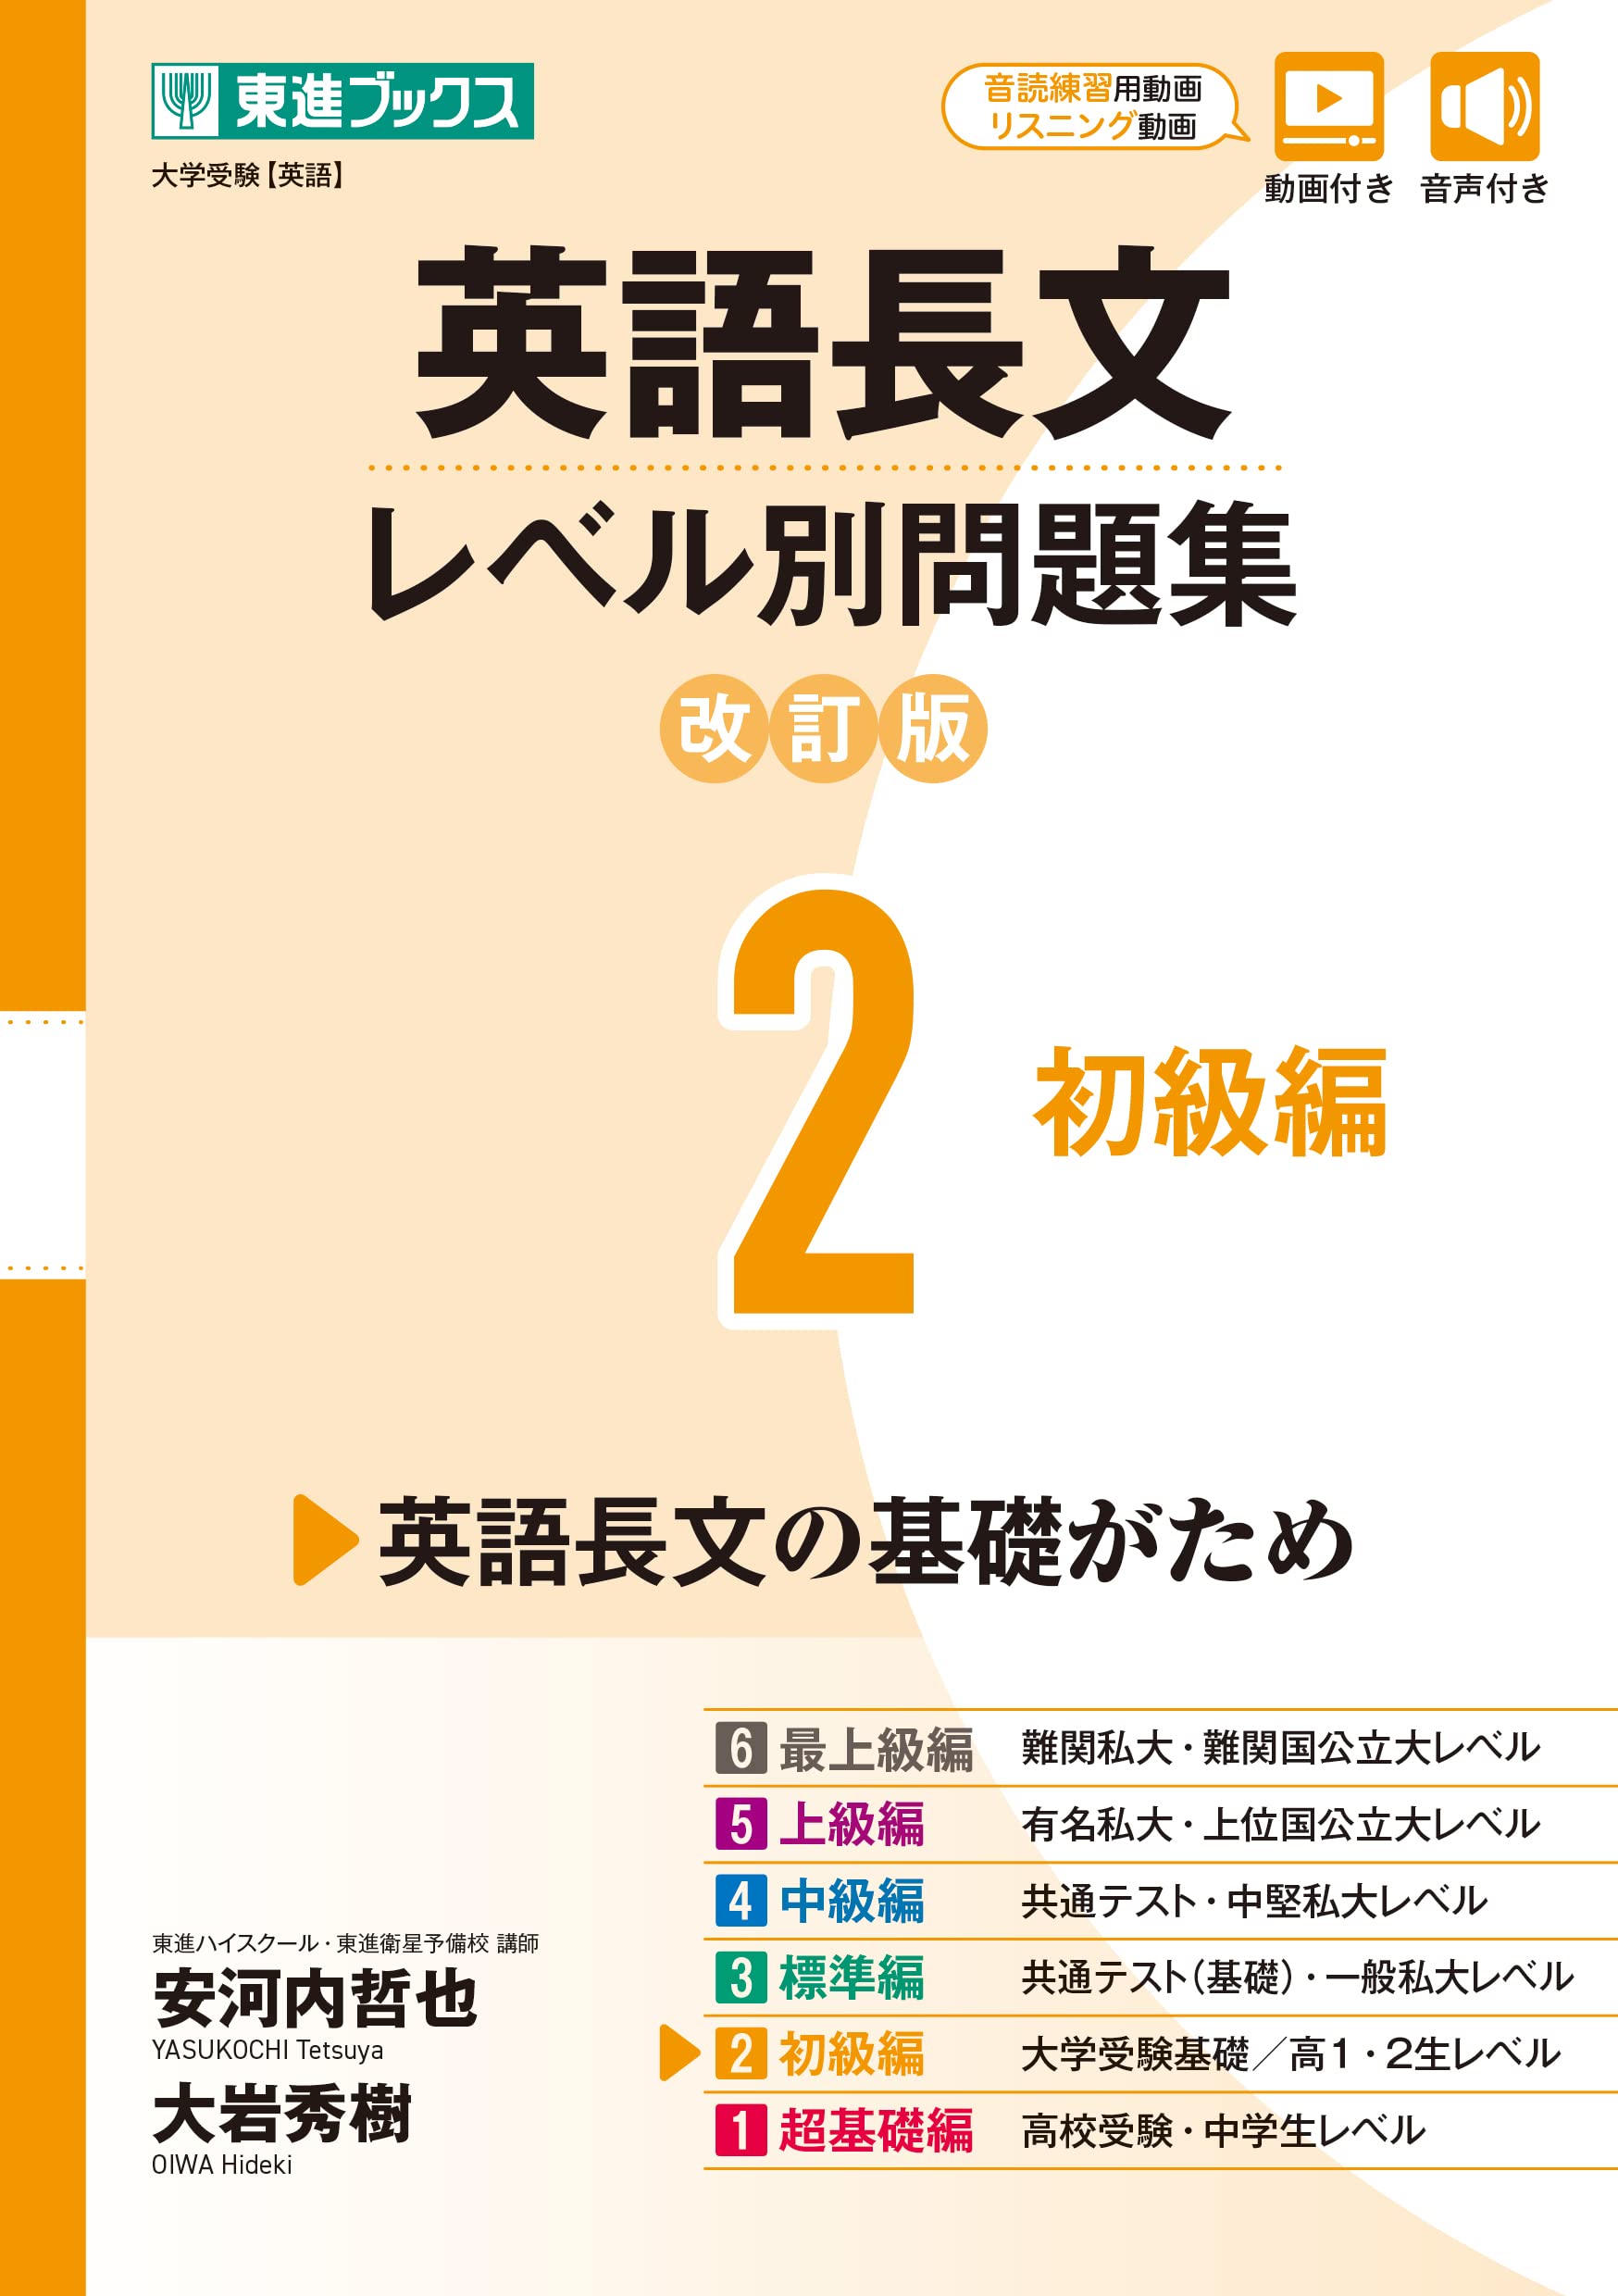 東進ブックス
大学受験【英語】
音読練習用動画
リスニング動画
動画付き
音声付き
英語長文
レベル別問題集
改訂版
2
初級編
英語長文の基礎がため
6 最上級編 難関私大・難関国公立大レベル
5 上級編 有名私大・上位国公立大レベル
4 中級編 共通テスト・中堅私大レベル
3 標準編 共通テスト(基礎)・一般私大レベル
2 初級編 大学受験基礎／高1・2生レベル
1 超基礎編 高校受験・中学生レベル
東進ハイスクール・東進衛星予備校 講師
安河内哲也
YASUKOCHI Tetsuya
大岩秀樹
OIWA Hideki